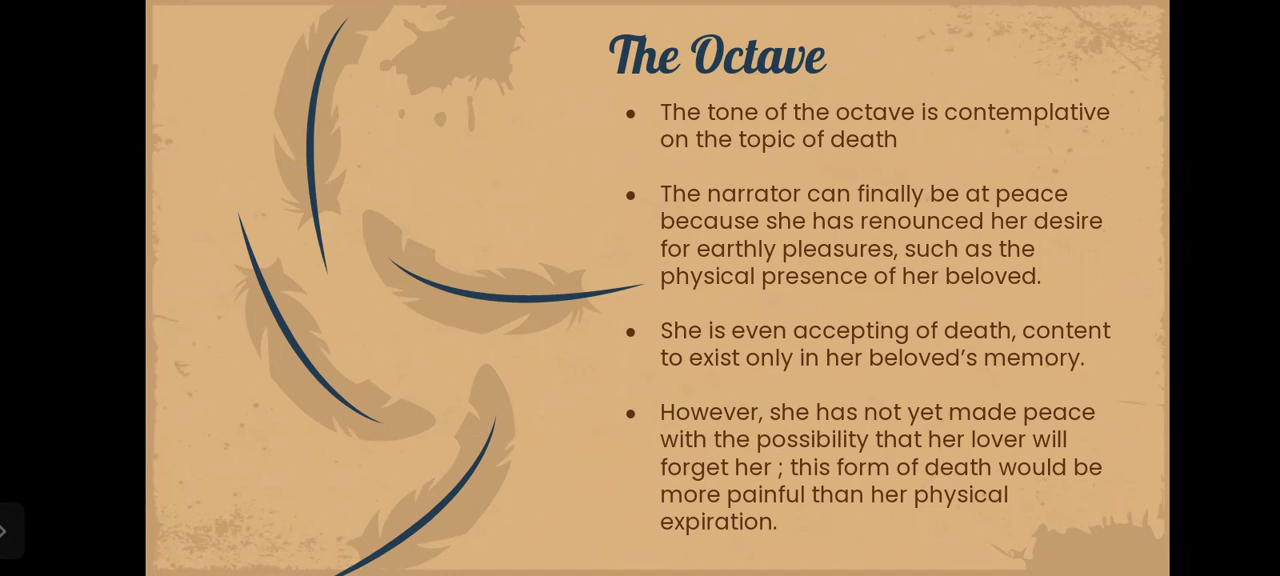 The Octave
● The tone of the octave is contemplative
on the topic of death
● The narrator can finally be at peace
because she has renounced her desire
for earthly pleasures, such as the
physical presence of her beloved.
● She is even accepting of death, content
to exist only in her beloved’s memory.
● However, she has not yet made peace
with the possibility that her lover will
forget her ; this form of death would be
more painful than her physical
expiration.